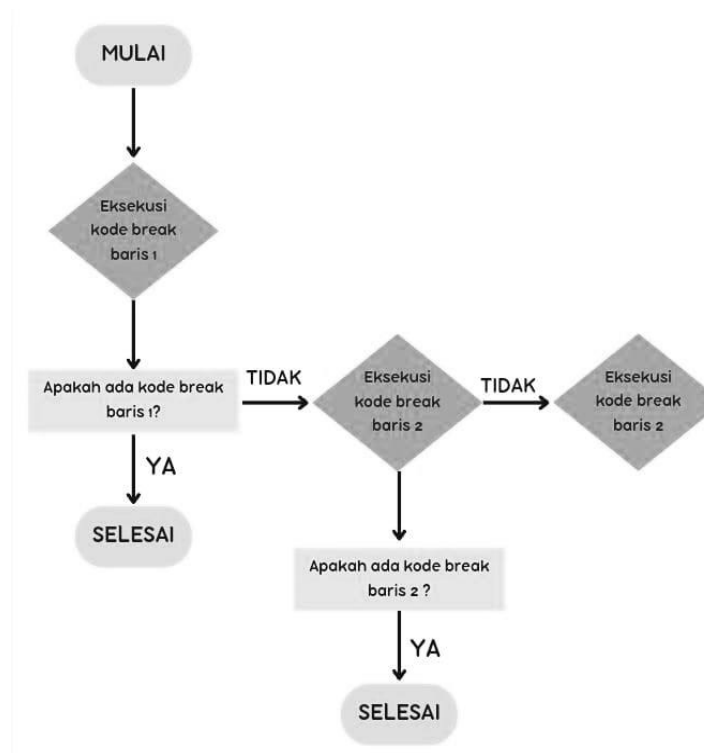 MULAI
Eksekusi
kode break
baris 1
Apakah ada kode break
baris 1?
TIDAK
Eksekusi
kode break
baris 2
TIDAK
Eksekusi
kode break
baris 2
YA
SELESAI
Apakah ada kode break
baris 2 ?
YA
SELESAI